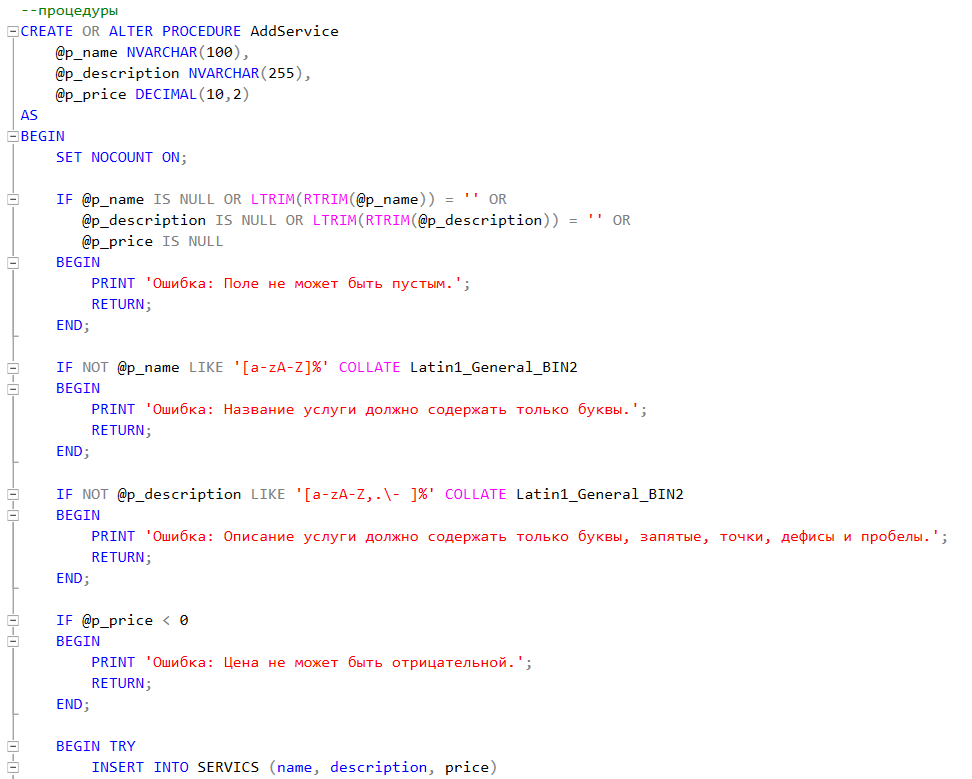 --процедуры
CREATE OR ALTER PROCEDURE AddService
    @p_name NVARCHAR(100),
    @p_description NVARCHAR(255),
    @p_price DECIMAL(10,2)
AS
BEGIN
    SET NOCOUNT ON;

    IF @p_name IS NULL OR LTRIM(RTRIM(@p_name)) = '' OR
       @p_description IS NULL OR LTRIM(RTRIM(@p_description)) = '' OR
       @p_price IS NULL
    BEGIN
        PRINT 'Ошибка: Поле не может быть пустым.';
        RETURN;
    END;

    IF NOT @p_name LIKE '[a-zA-Z]%' COLLATE Latin1_General_BIN2
    BEGIN
        PRINT 'Ошибка: Название услуги должно содержать только буквы.';
        RETURN;
    END;

    IF NOT @p_description LIKE '[a-zA-Z,.\- ]%' COLLATE Latin1_General_BIN2
    BEGIN
        PRINT 'Ошибка: Описание услуги должно содержать только буквы, запятые, точки, дефисы и пробелы.';
        RETURN;
    END;

    IF @p_price < 0
    BEGIN
        PRINT 'Ошибка: Цена не может быть отрицательной.';
        RETURN;
    END;

    BEGIN TRY
        INSERT INTO SERVICS (name, description, price)